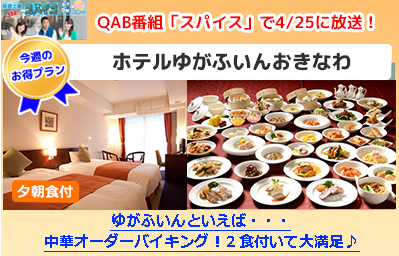 QAB番組「スパイス」で4/25に放送！
今週の
お得プラン
ホテルゆがふいんおきなわ
夕朝食付
ゆがふいんといえば・・・
中華オーダーバイキング！２食付いて大満足♪